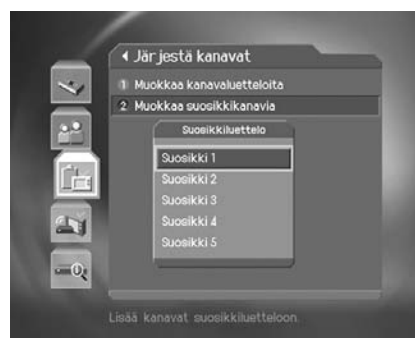 Järjestä kanavat
1 Muokkaa kanavaluetteloita
2 Muokkaa suosikkikanavia
Suosikkiluettelo
Suosikki 1
Suosikki 2
Suosikki 3
Suosikki 4
Suosikki 5
Lisää kanavat suosikkiluetteloon.